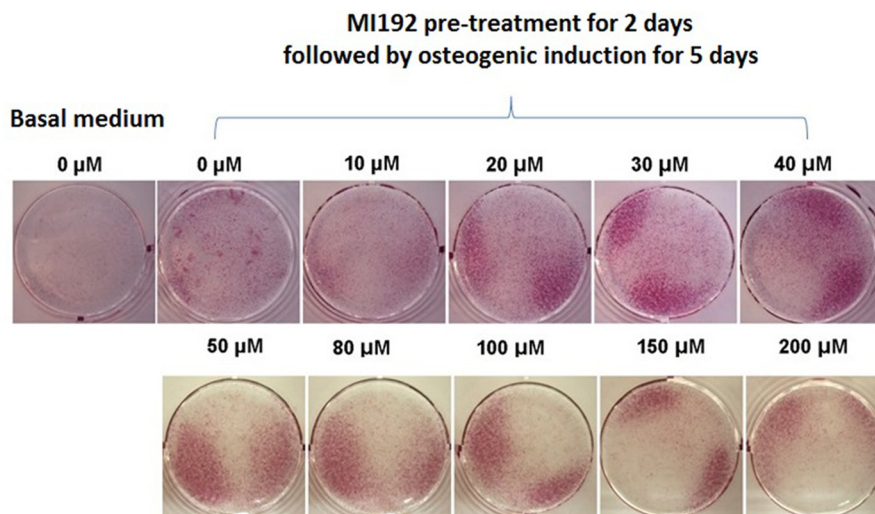 MI192 pre-treatment for 2 days
followed by osteogenic induction for 5 days
Basal medium
0 µM 0 µM 10 µM 20 µM 30 µM 40 µM
50 µM 80 µM 100 µM 150 µM 200 µM